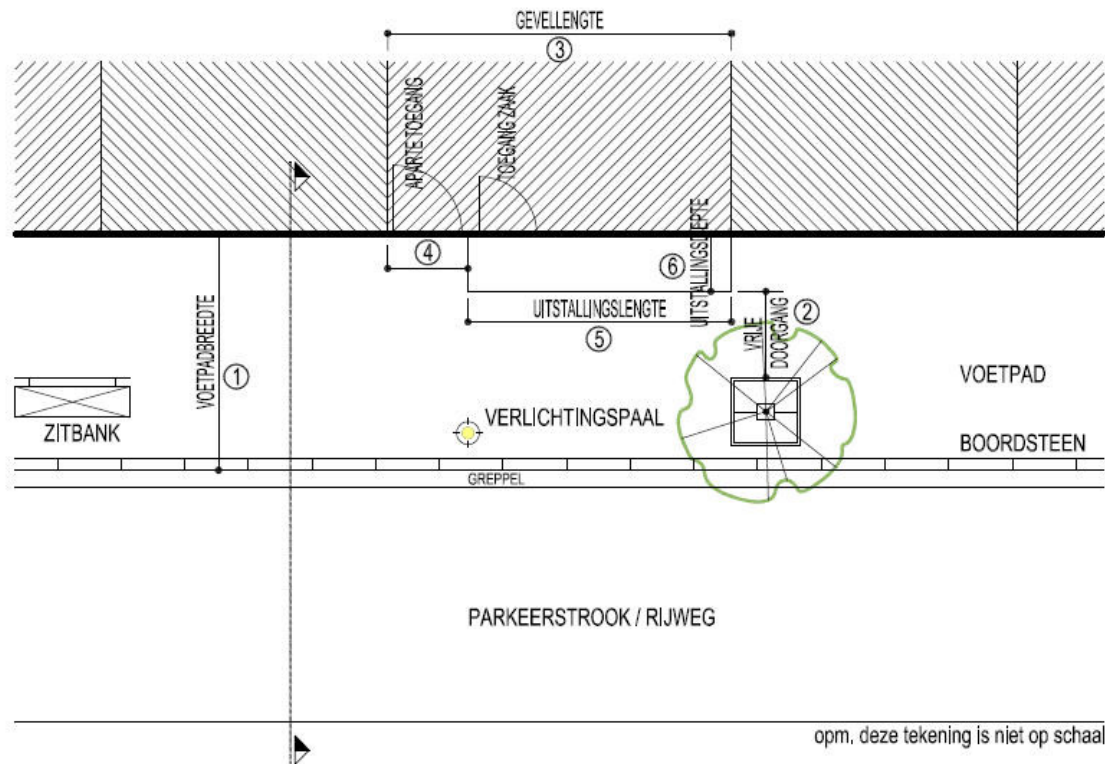 GEVELLENGTE
③
APARTE TOEGANG
TOEGANG ZAAK
④
⑥
UITSTALLINGSDIEPTE
UITSTALLINGSLENGTE
⑤
②
VRIJE
DOORGANG
VOETPADBREEDTE
①
VOETPAD
ZITBANK
VERLICHTINGSPAAL
BOORDSTEEN
GREPPEL
PARKEERSTROOK / RIJWEG
opm. deze tekening is niet op schaal